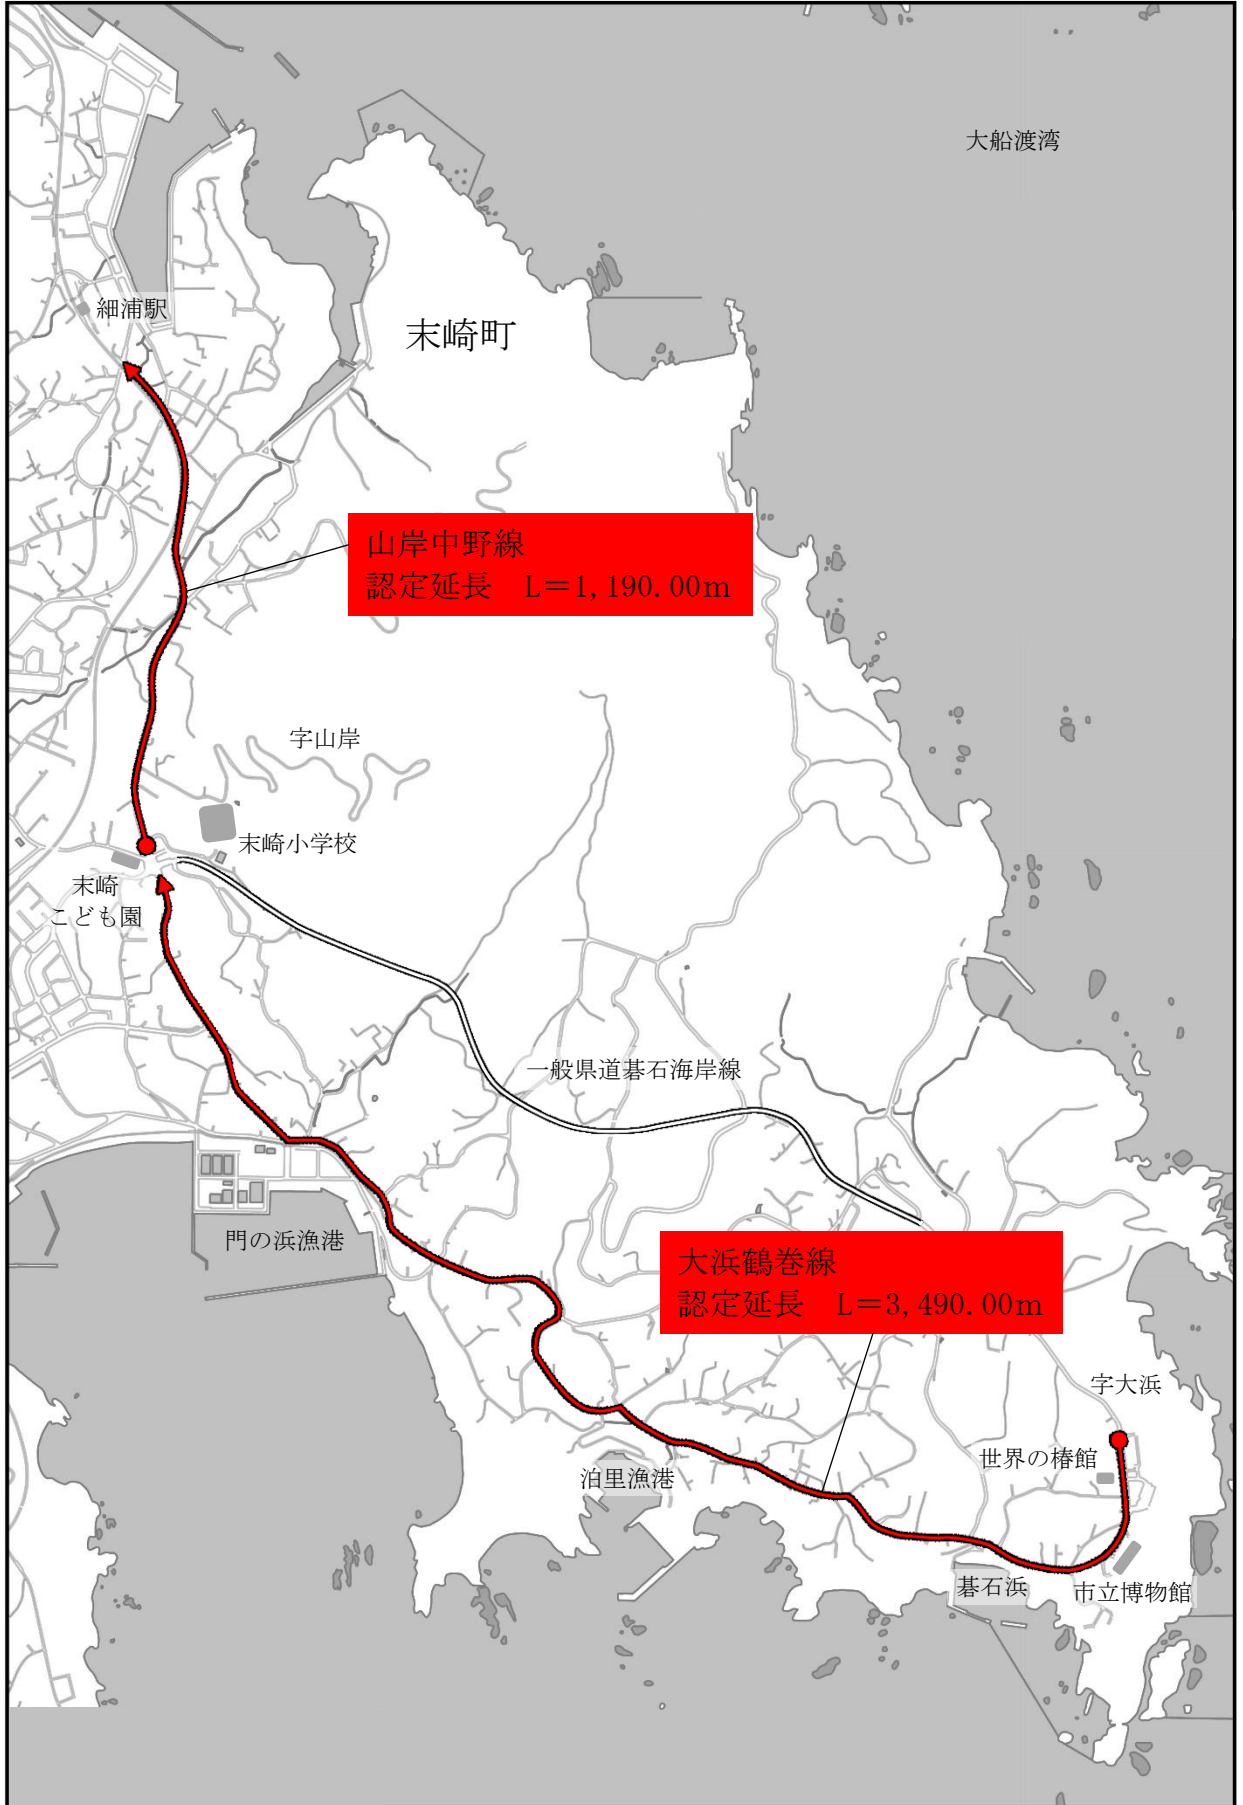 大船渡湾
細浦駅
末崎町
山岸中野線
認定延長　L＝1,190.00m
字山岸
末崎小学校
末崎
こども園
一般県道碁石海岸線
門の浜漁港
大浜鶴巻線
認定延長　L＝3,490.00m
字大浜
世界の椿館
泊里漁港
碁石浜
市立博物館